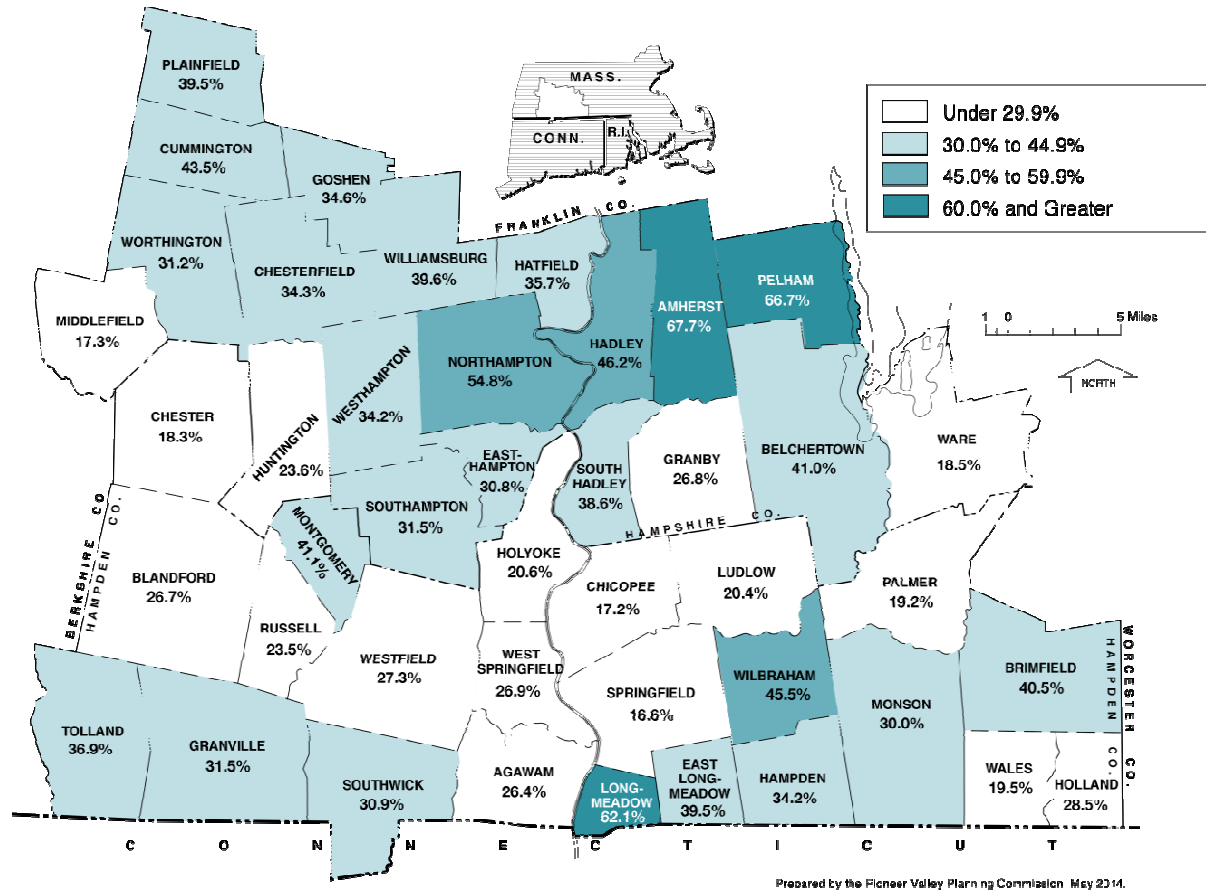 PLAINFIELD
39.5%
CUMMINGTON
43.5%
GOSHEN
34.6%
WORTHINGTON
31.2%
CHESTERFIELD
34.3%
WILLIAMSBURG
39.6%
MIDDLEFIELD
17.3%
CHESTER
18.3%
HUNTINGTON
23.6%
WESTHAMPTON
34.2%
NORTHAMPTON
54.8%
HATFIELD
35.7%
HADLEY
46.2%
AMHERST
67.7%
PELHAM
66.7%
EAST-
HAMPTON
30.8%
SOUTH
HADLEY
38.6%
GRANBY
26.8%
BELCHERTOWN
41.0%
WARE
18.5%
SOUTHAMPTON
31.5%
MONTGOMERY
41.1%
BLANDFORD
26.7%
RUSSELL
23.5%
WESTFIELD
27.3%
HOLYOKE
20.6%
WEST
SPRINGFIELD
26.9%
CHICOPEE
17.2%
LUDLOW
20.4%
PALMER
19.2%
SPRINGFIELD
16.6%
WILBRAHAM
45.5%
MONSON
30.0%
BRIMFIELD
40.5%
TOLLAND
36.9%
GRANVILLE
31.5%
SOUTHWICK
30.9%
AGAWAM
26.4%
LONG-
MEADOW
62.1%
EAST
LONG-
MEADOW
39.5%
HAMPDEN
34.2%
WALES
19.5%
HOLLAND
28.5%
FRANKLIN CO.
HAMPSHIRE CO.
BERKSHIRE CO
HAMPDEN CO.
HAMPDEN CO.
WORCESTER CO.
CONNECTICUT
MASS.
CONN.
R.I.
Under 29.9%
30.0% to 44.9%
45.0% to 59.9%
60.0% and Greater
1 0 5 Miles
NORTH
Prepared by the Pioneer Valley Planning Commission May 2014.